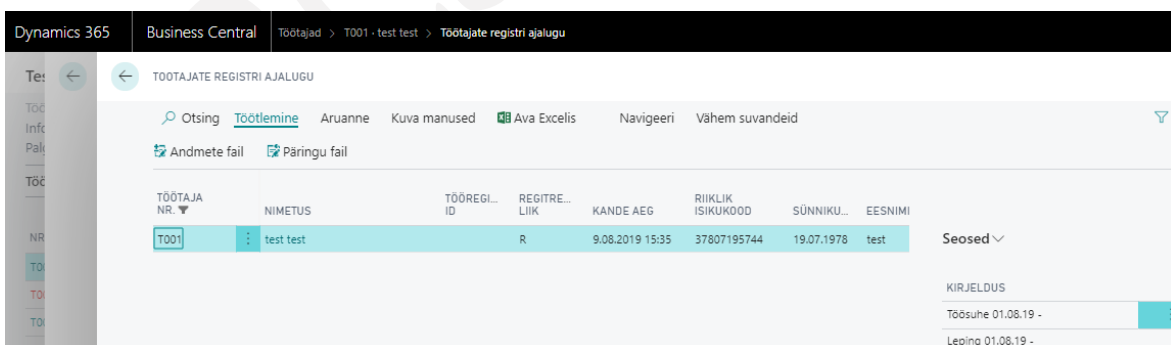 Dynamics 365 Business Central Töötajad > T001 · test test > Töötajate registri ajalugu
TÖÖTAJATE REGISTRI AJALUGU
Otsing Töötlemine Aruanne Kuva manused Ava Excelis Navigeeri Vähem suvandeid
Andmete fail Päringu fail
TÖÖTAJA NR. NIMETUS TÖÖREGI... ID REGITRE... LIIK KANDE AEG RIIKLIK ISIKUKOOD SÜNNIKU... EESNIMI
T001 test test R 9.08.2019 15:35 37807195744 19.07.1978 test
Seosed
KIRJELDUS
Töösuhe 01.08.19 -
Leping 01.08.19 -